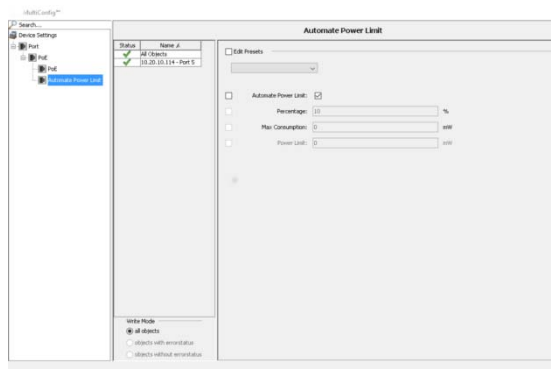 MultiConfig™
Search...
Automate Power Limit
Device Settings
Port
PoE
PoE
Automate Power Limit
Status Name
All Objects
10.20.10.114 - Port 5
Edit Presets
Automate Power Limit:
Percentage: 10 %
Max Consumption: 0 mW
Power Limit: 0 mW
Write Mode
all objects
objects with errorstatus
objects without errorstatus